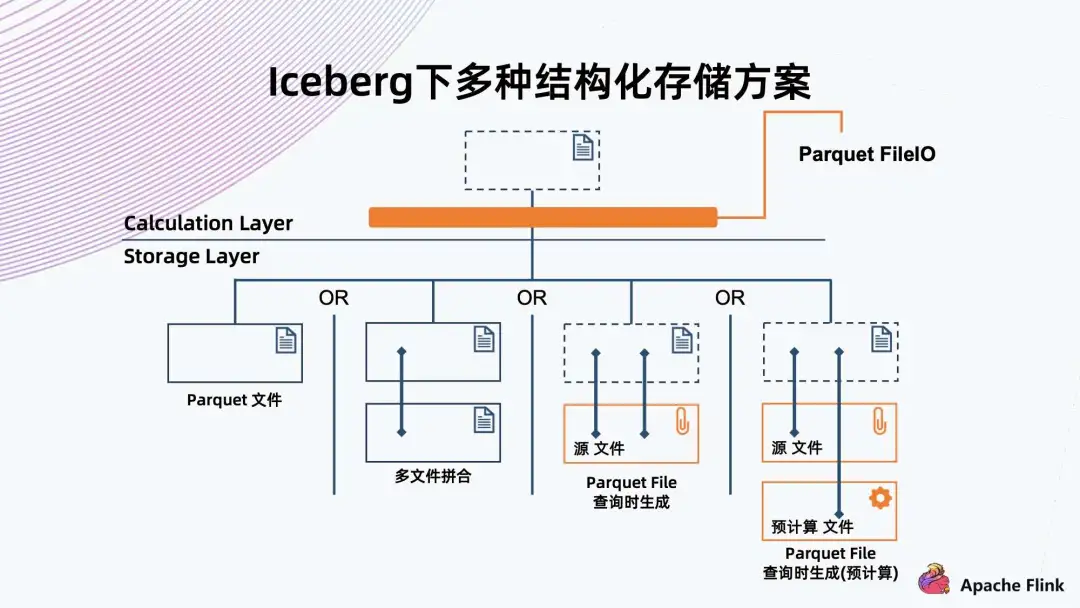 Iceberg下多种结构化存储方案
Parquet FileIO
Calculation Layer
Storage Layer
OR
OR
OR
Parquet 文件
多文件拼合
源 文件
Parquet File
查询时生成
源 文件
预计算 文件
Parquet File
查询时生成(预计算)
Apache Flink